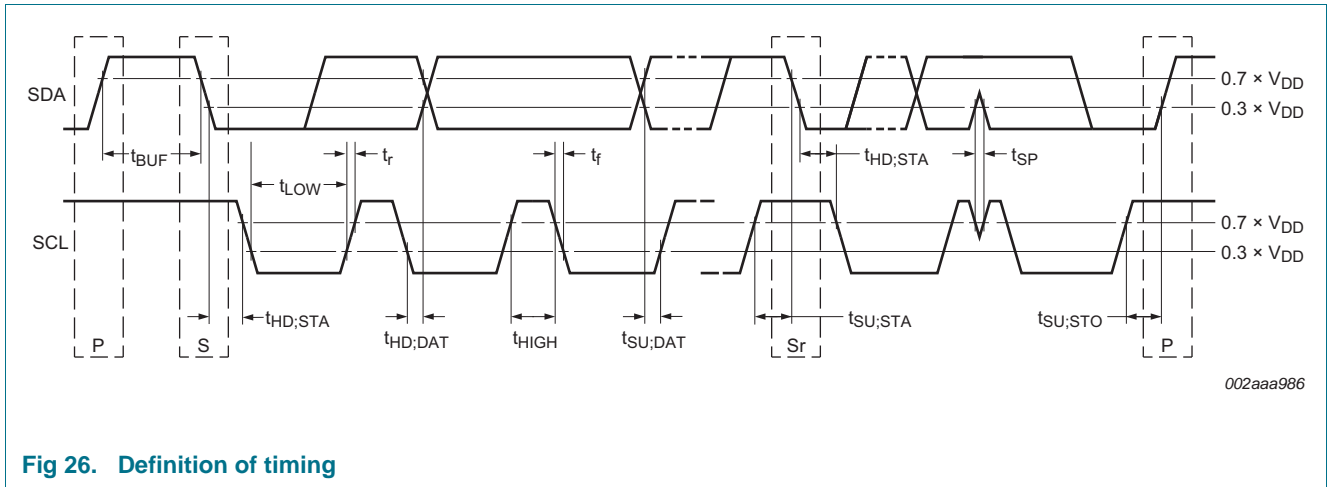 SDA
0.7 × VDD
0.3 × VDD
tBUF
tLOW
tr
tf
tHD;STA
tSP
SCL
0.7 × VDD
0.3 × VDD
tHD;STA
tHD;DAT
tHIGH
tSU;DAT
tSU;STA
tSU;STO
P
S
Sr
P
002aaa986
Fig 26. Definition of timing